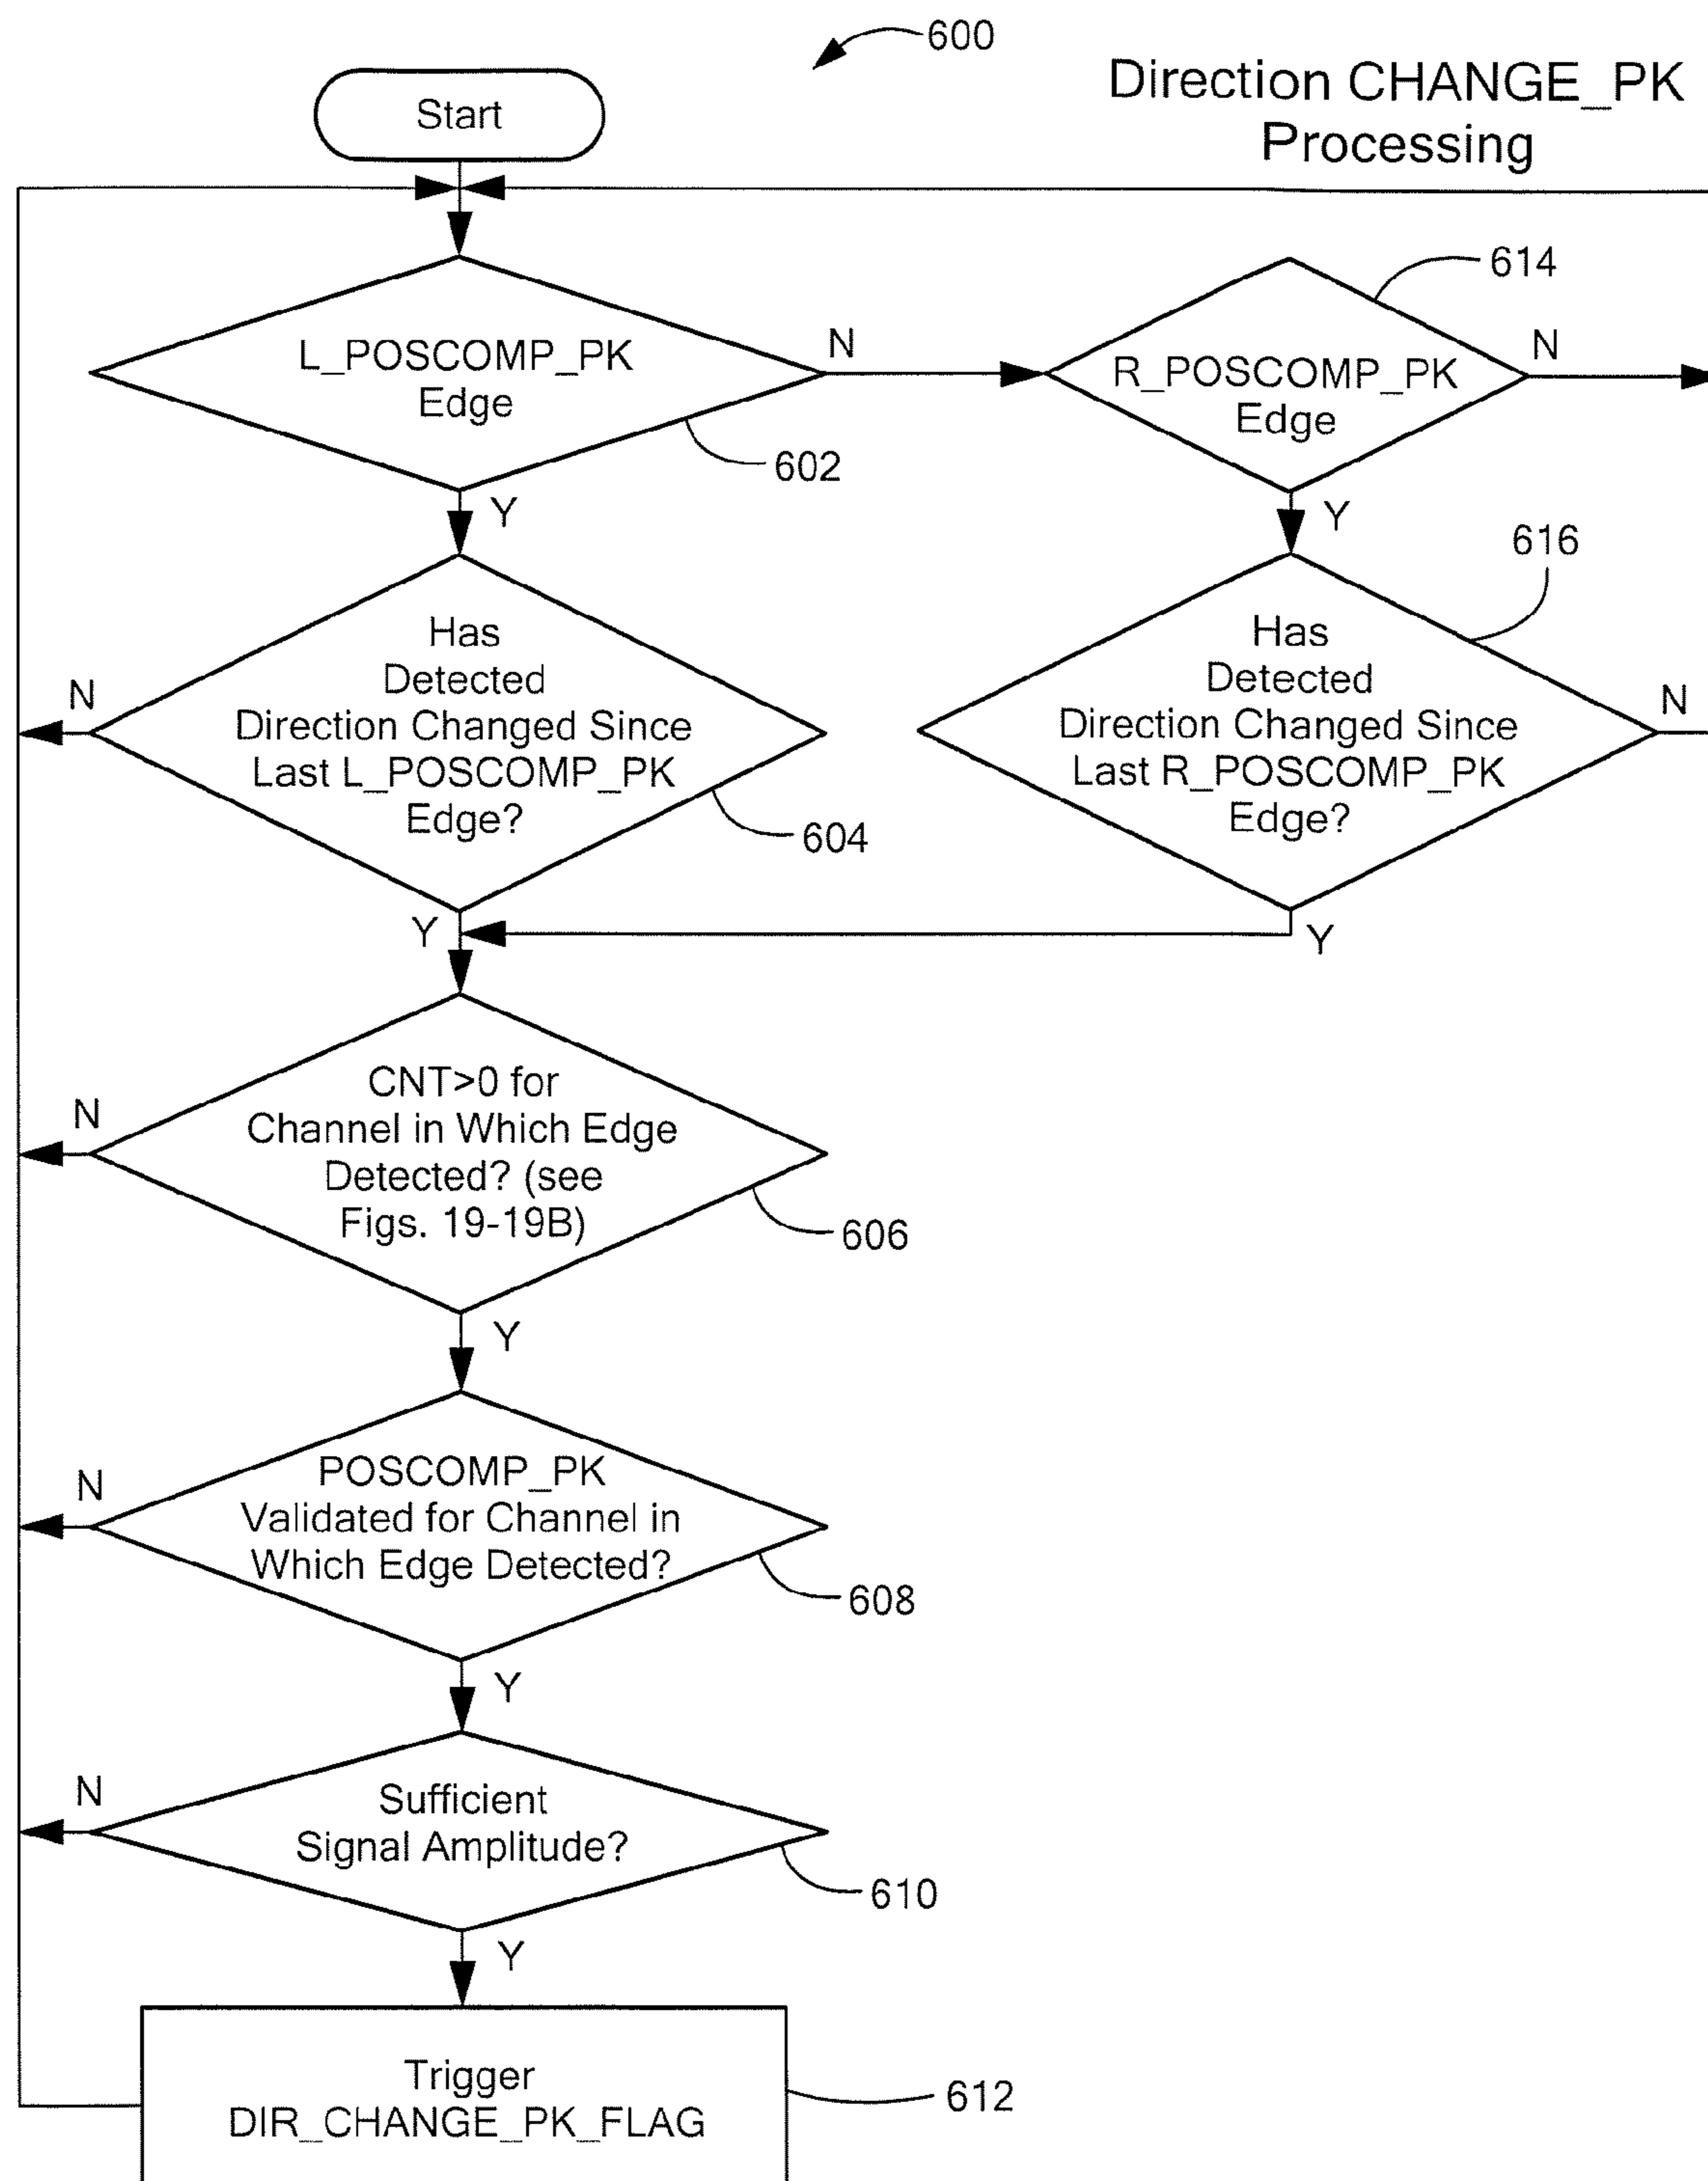 600
Direction CHANGE_PK
Processing
Start
L_POSCOMP_PK
Edge
N
602
Y
R_POSCOMP_PK
Edge
614
N
Y
Has
Detected
Direction Changed Since
Last L_POSCOMP_PK
Edge?
N
604
Y
Has
Detected
Direction Changed Since
Last R_POSCOMP_PK
Edge?
616
N
Y
CNT>0 for
Channel in Which Edge
Detected? (see
Figs. 19-19B)
N
606
Y
POSCOMP_PK
Validated for Channel in
Which Edge Detected?
N
608
Y
Sufficient
Signal Amplitude?
N
610
Y
Trigger
DIR_CHANGE_PK_FLAG
612